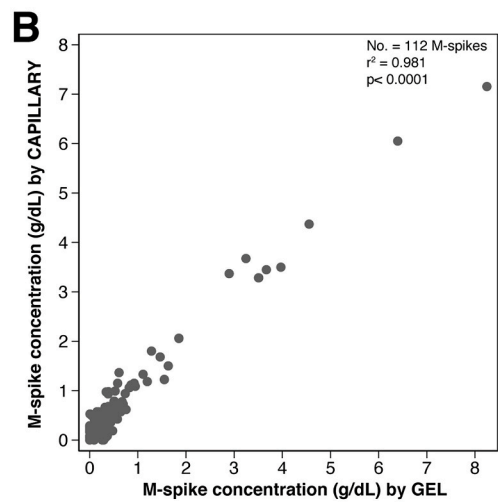 B
No. = 112 M-spikes
r² = 0.981
p< 0.0001
M-spike concentration (g/dL) by CAPILLARY
8
7
6
5
4
3
2
1
0
0 1 2 3 4 5 6 7 8
M-spike concentration (g/dL) by GEL